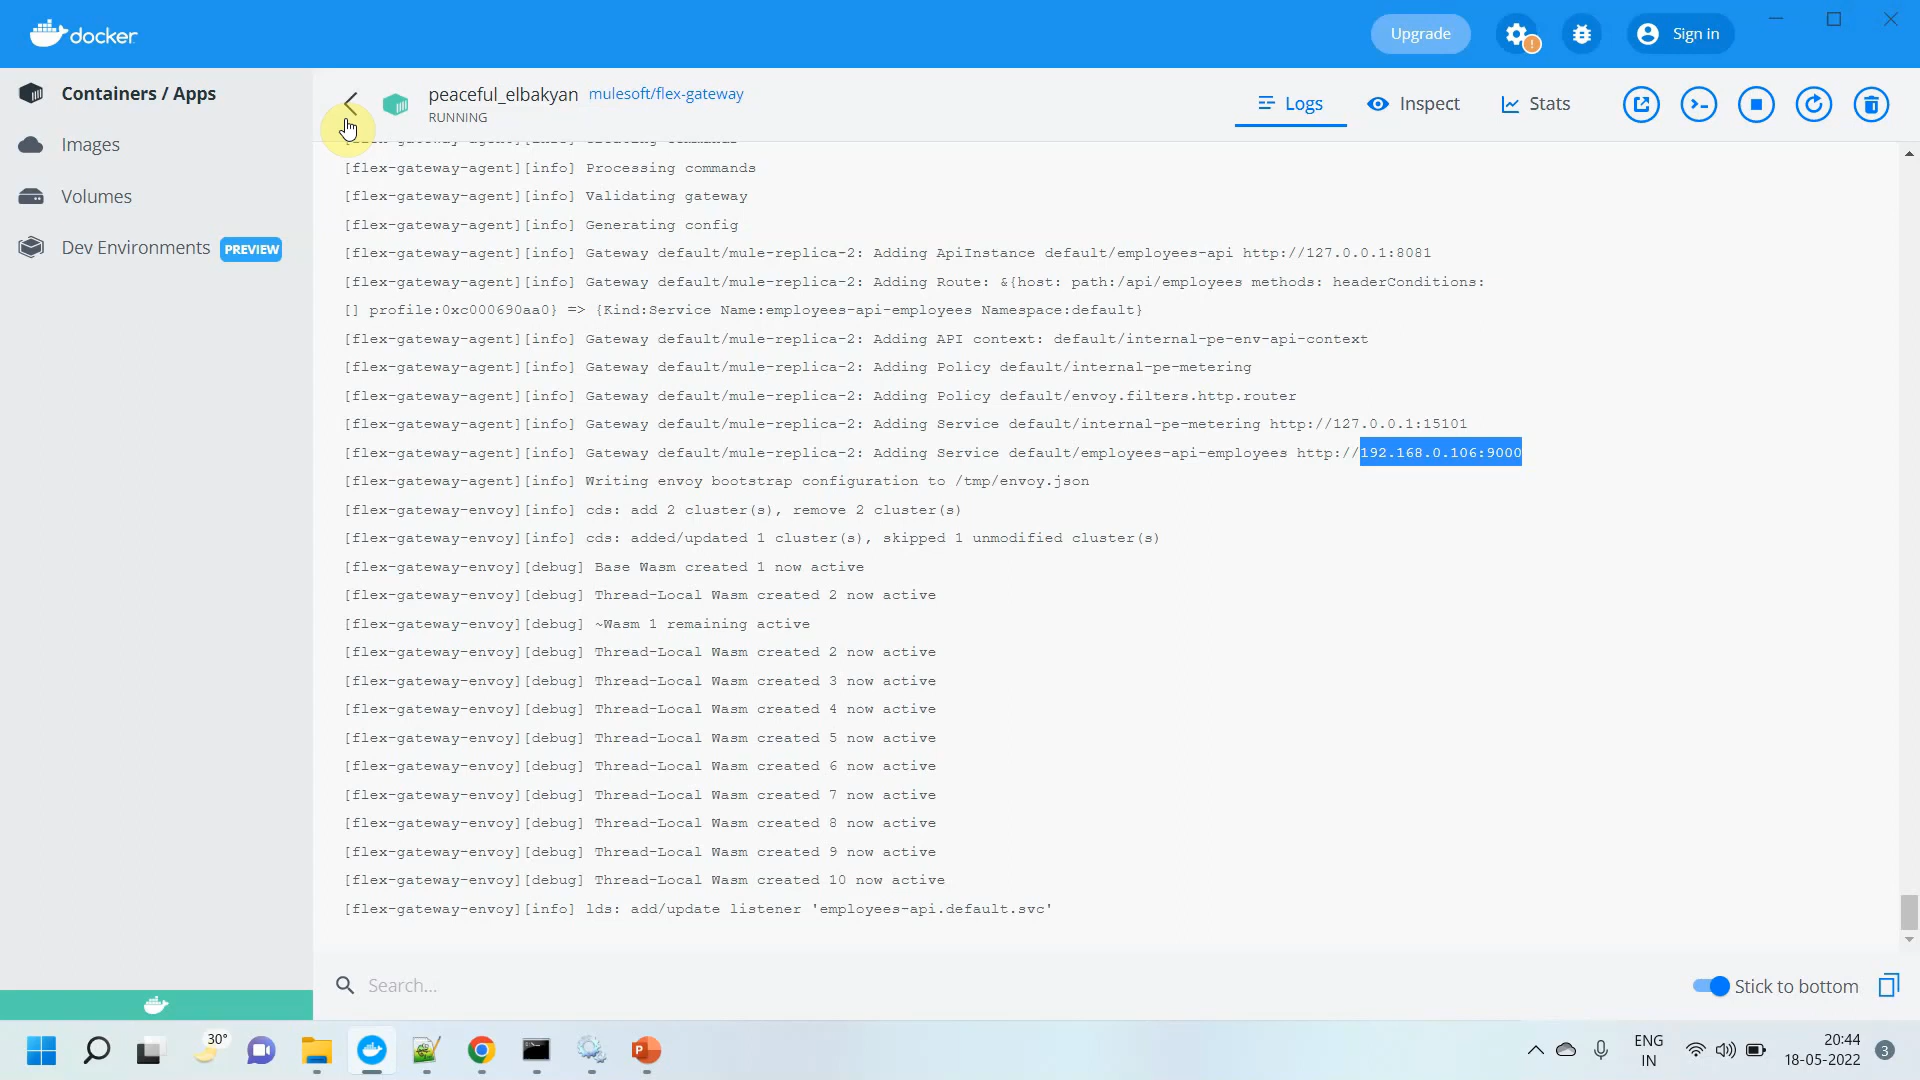 docker
Upgrade
Sign in
Containers / Apps
Images
Volumes
Dev Environments PREVIEW
peaceful_elbakyan mulesoft/flex-gateway
RUNNING
Logs
Inspect
Stats
[flex-gateway-agent][info] Processing commands
[flex-gateway-agent][info] Validating gateway
[flex-gateway-agent][info] Generating config
[flex-gateway-agent][info] Gateway default/mule-replica-2: Adding ApiInstance default/employees-api http://127.0.0.1:8081
[flex-gateway-agent][info] Gateway default/mule-replica-2: Adding Route: &{host: path:/api/employees methods: headerConditions:
[] profile:0xc000690aa0} => {Kind:Service Name:employees-api-employees Namespace:default}
[flex-gateway-agent][info] Gateway default/mule-replica-2: Adding API context: default/internal-pe-env-api-context
[flex-gateway-agent][info] Gateway default/mule-replica-2: Adding Policy default/internal-pe-metering
[flex-gateway-agent][info] Gateway default/mule-replica-2: Adding Policy default/envoy.filters.http.router
[flex-gateway-agent][info] Gateway default/mule-replica-2: Adding Service default/internal-pe-metering http://127.0.0.1:15101
[flex-gateway-agent][info] Gateway default/mule-replica-2: Adding Service default/employees-api-employees http://192.168.0.106:9000
[flex-gateway-agent][info] Writing envoy bootstrap configuration to /tmp/envoy.json
[flex-gateway-envoy][info] cds: add 2 cluster(s), remove 2 cluster(s)
[flex-gateway-envoy][info] cds: added/updated 1 cluster(s), skipped 1 unmodified cluster(s)
[flex-gateway-envoy][debug] Base Wasm created 1 now active
[flex-gateway-envoy][debug] Thread-Local Wasm created 2 now active
[flex-gateway-envoy][debug] ~Wasm 1 remaining active
[flex-gateway-envoy][debug] Thread-Local Wasm created 2 now active
[flex-gateway-envoy][debug] Thread-Local Wasm created 3 now active
[flex-gateway-envoy][debug] Thread-Local Wasm created 4 now active
[flex-gateway-envoy][debug] Thread-Local Wasm created 5 now active
[flex-gateway-envoy][debug] Thread-Local Wasm created 6 now active
[flex-gateway-envoy][debug] Thread-Local Wasm created 7 now active
[flex-gateway-envoy][debug] Thread-Local Wasm created 8 now active
[flex-gateway-envoy][debug] Thread-Local Wasm created 9 now active
[flex-gateway-envoy][debug] Thread-Local Wasm created 10 now active
[flex-gateway-envoy][info] lds: add/update listener 'employees-api.default.svc'
Search...
Stick to bottom
30°
ENG
IN
20:44
18-05-2022
3